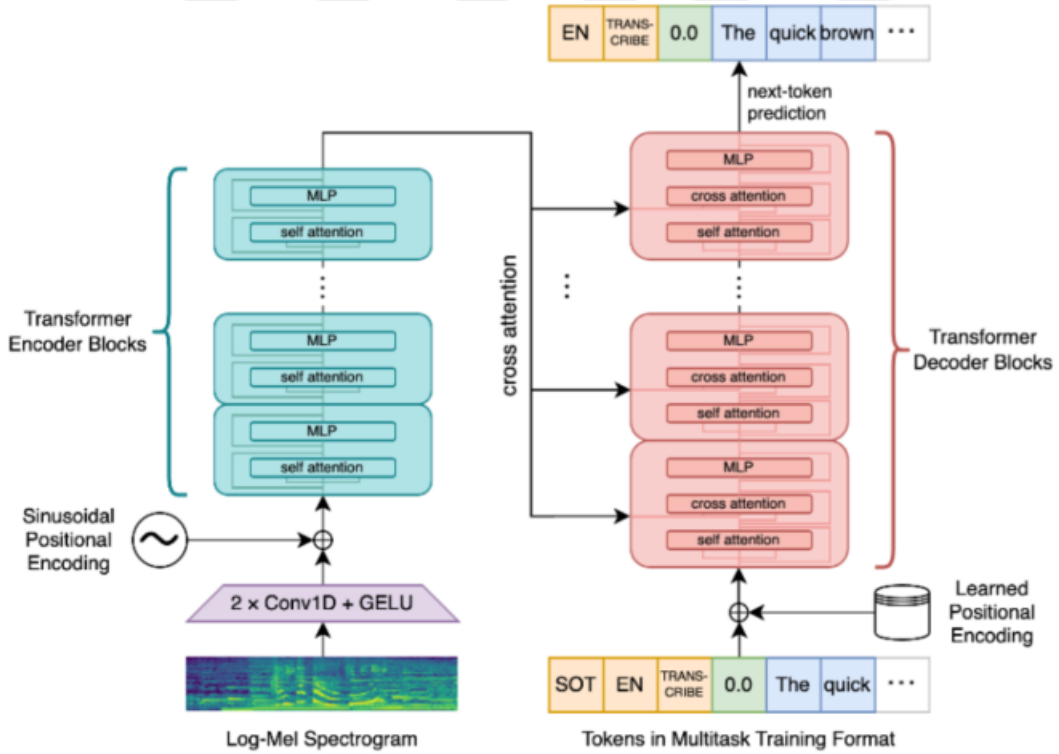 EN TRANS-CRIBE 0.0 The quick brown ...
next-token
prediction
MLP
self attention
MLP
self attention
MLP
self attention
Transformer
Encoder Blocks
cross attention
MLP
cross attention
self attention
MLP
cross attention
self attention
MLP
cross attention
self attention
Transformer
Decoder Blocks
Sinusoidal
Positional
Encoding
2 × Conv1D + GELU
Learned
Positional
Encoding
SOT EN TRANS-CRIBE 0.0 The quick ...
Log-Mel Spectrogram
Tokens in Multitask Training Format